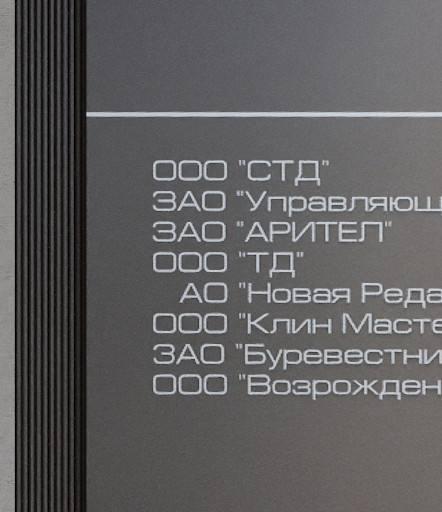 ООО "СТД"
ЗАО "Управляющ
ЗАО "АРИТЕЛ"
ООО "ТД"
АО "Новая Реда
ООО "Клин Масте
ЗАО "Буревестни
ООО "Возрожден